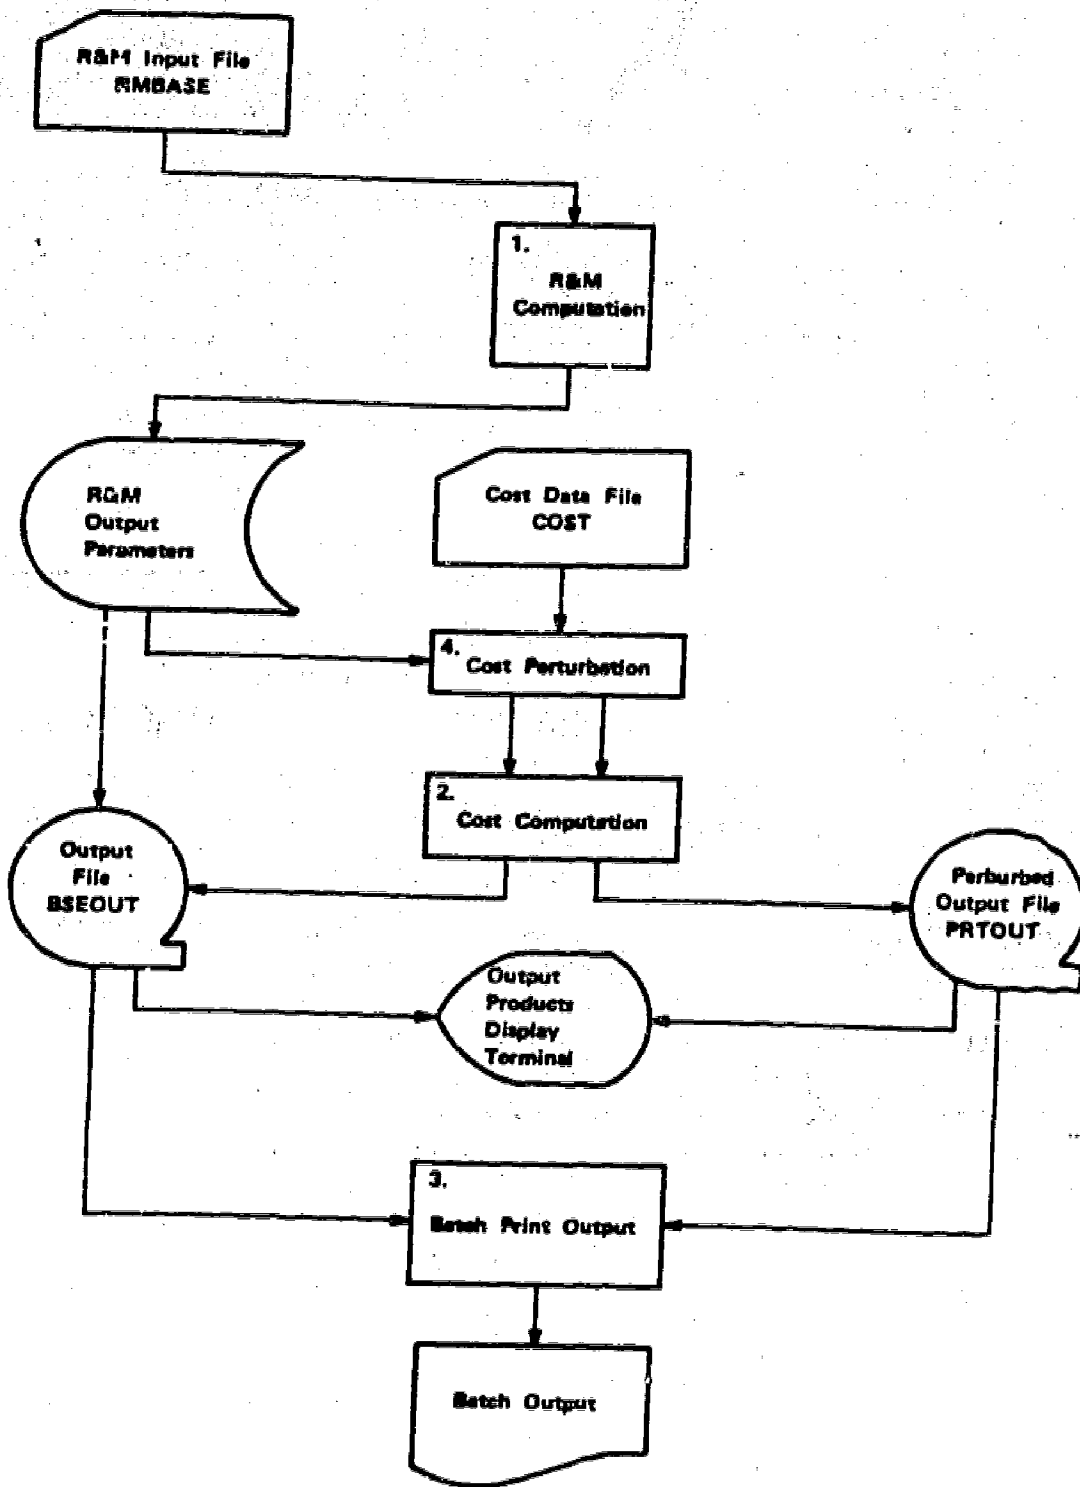 R&M Input File
RMBASE
1.
R&M
Computation
R&M
Output
Parameters
Cost Data File
COST
4.
Cost Perturbation
2.
Cost Computation
Output
File
BSEOUT
Perburbed
Output File
PRTOUT
Output
Products
Display
Terminal
3.
Batch Print Output
Batch Output